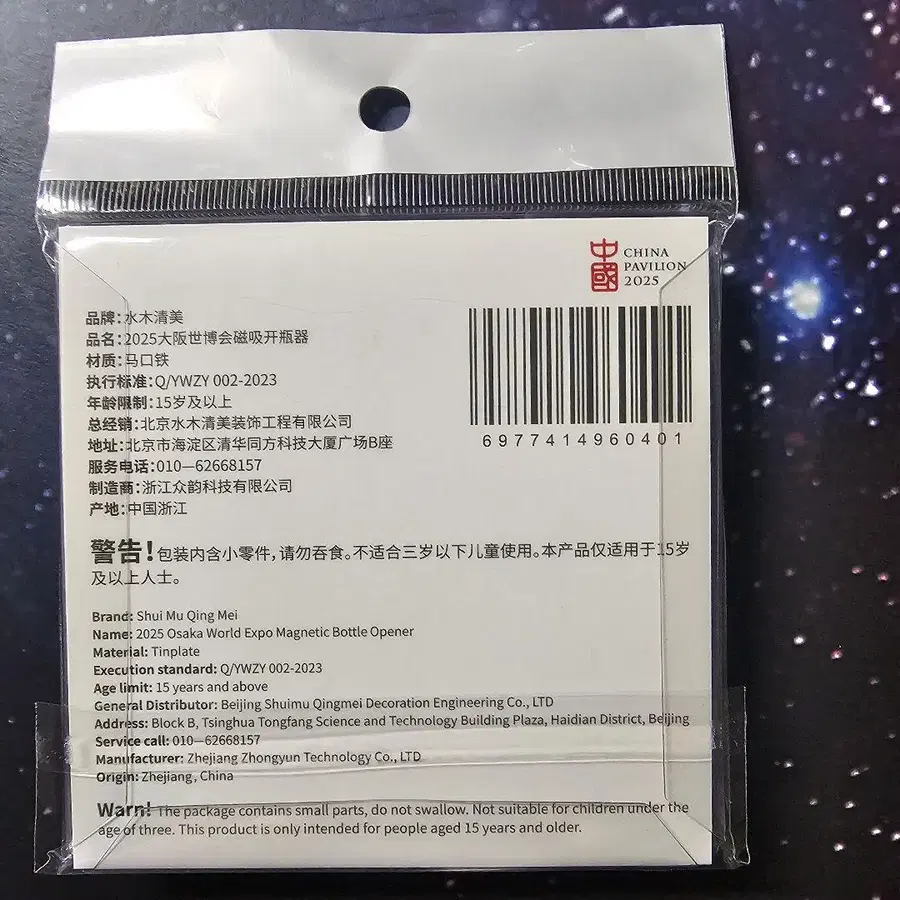 中國
CHINA
PAVILION
2025
品牌：水木清美
品名：2025大阪世博会磁吸开瓶器
材质：马口铁
执行标准：Q/YWZY 002-2023
年龄限制：15岁及以上
总经销：北京水木清美装饰工程有限公司
地址：北京市海淀区清华同方科技大厦广场B座
服务电话：010—62668157
制造商：浙江众韵科技有限公司
产地：中国浙江
6977414960401
警告！包装内含小零件，请勿吞食。不适合三岁以下儿童使用。本产品仅适用于15岁
及以上人士。
Brand: Shui Mu Qing Mei
Name: 2025 Osaka World Expo Magnetic Bottle Opener
Material: Tinplate
Execution standard: Q/YWZY 002-2023
Age limit: 15 years and above
General Distributor: Beijing Shuimu Qingmei Decoration Engineering Co., LTD
Address: Block B, Tsinghua Tongfang Science and Technology Building Plaza, Haidian District, Beijing
Service call: 010—62668157
Manufacturer: Zhejiang Zhongyun Technology Co., LTD
Origin: Zhejiang, China
Warn! The package contains small parts, do not swallow. Not suitable for children under the
age of three. This product is only intended for people aged 15 years and older.